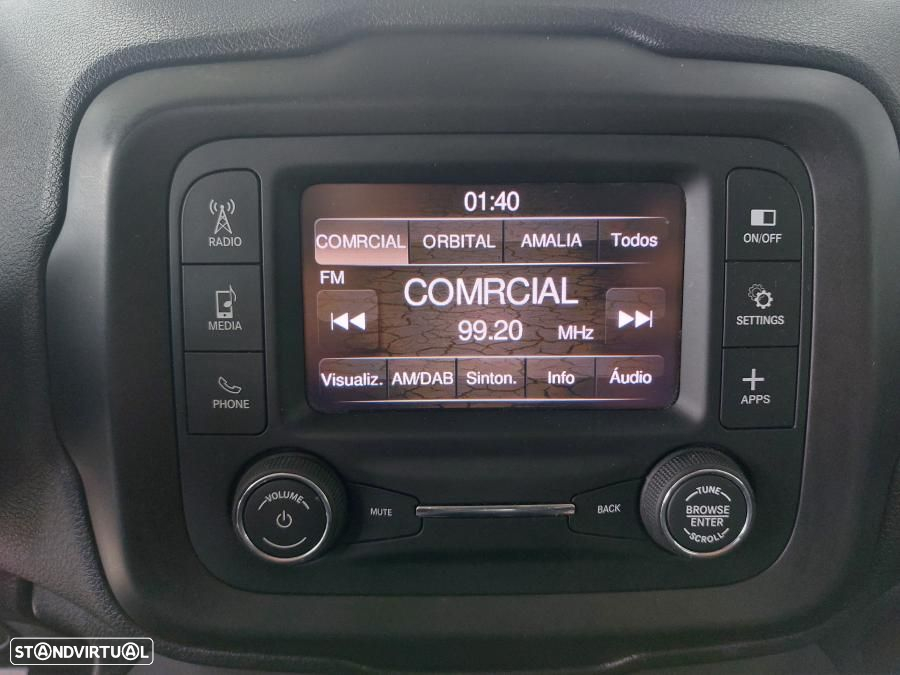 01:40
COMRCIAL ORBITAL AMALIA Todos
FM
COMRCIAL
99.20 MHz
Visualiz. AM/DAB Sinton. Info Áudio
RADIO
MEDIA
PHONE
ON/OFF
SETTINGS
APPS
VOLUME
MUTE
BACK
TUNE
BROWSE
ENTER
SCROLL
STANDVIRTUAL